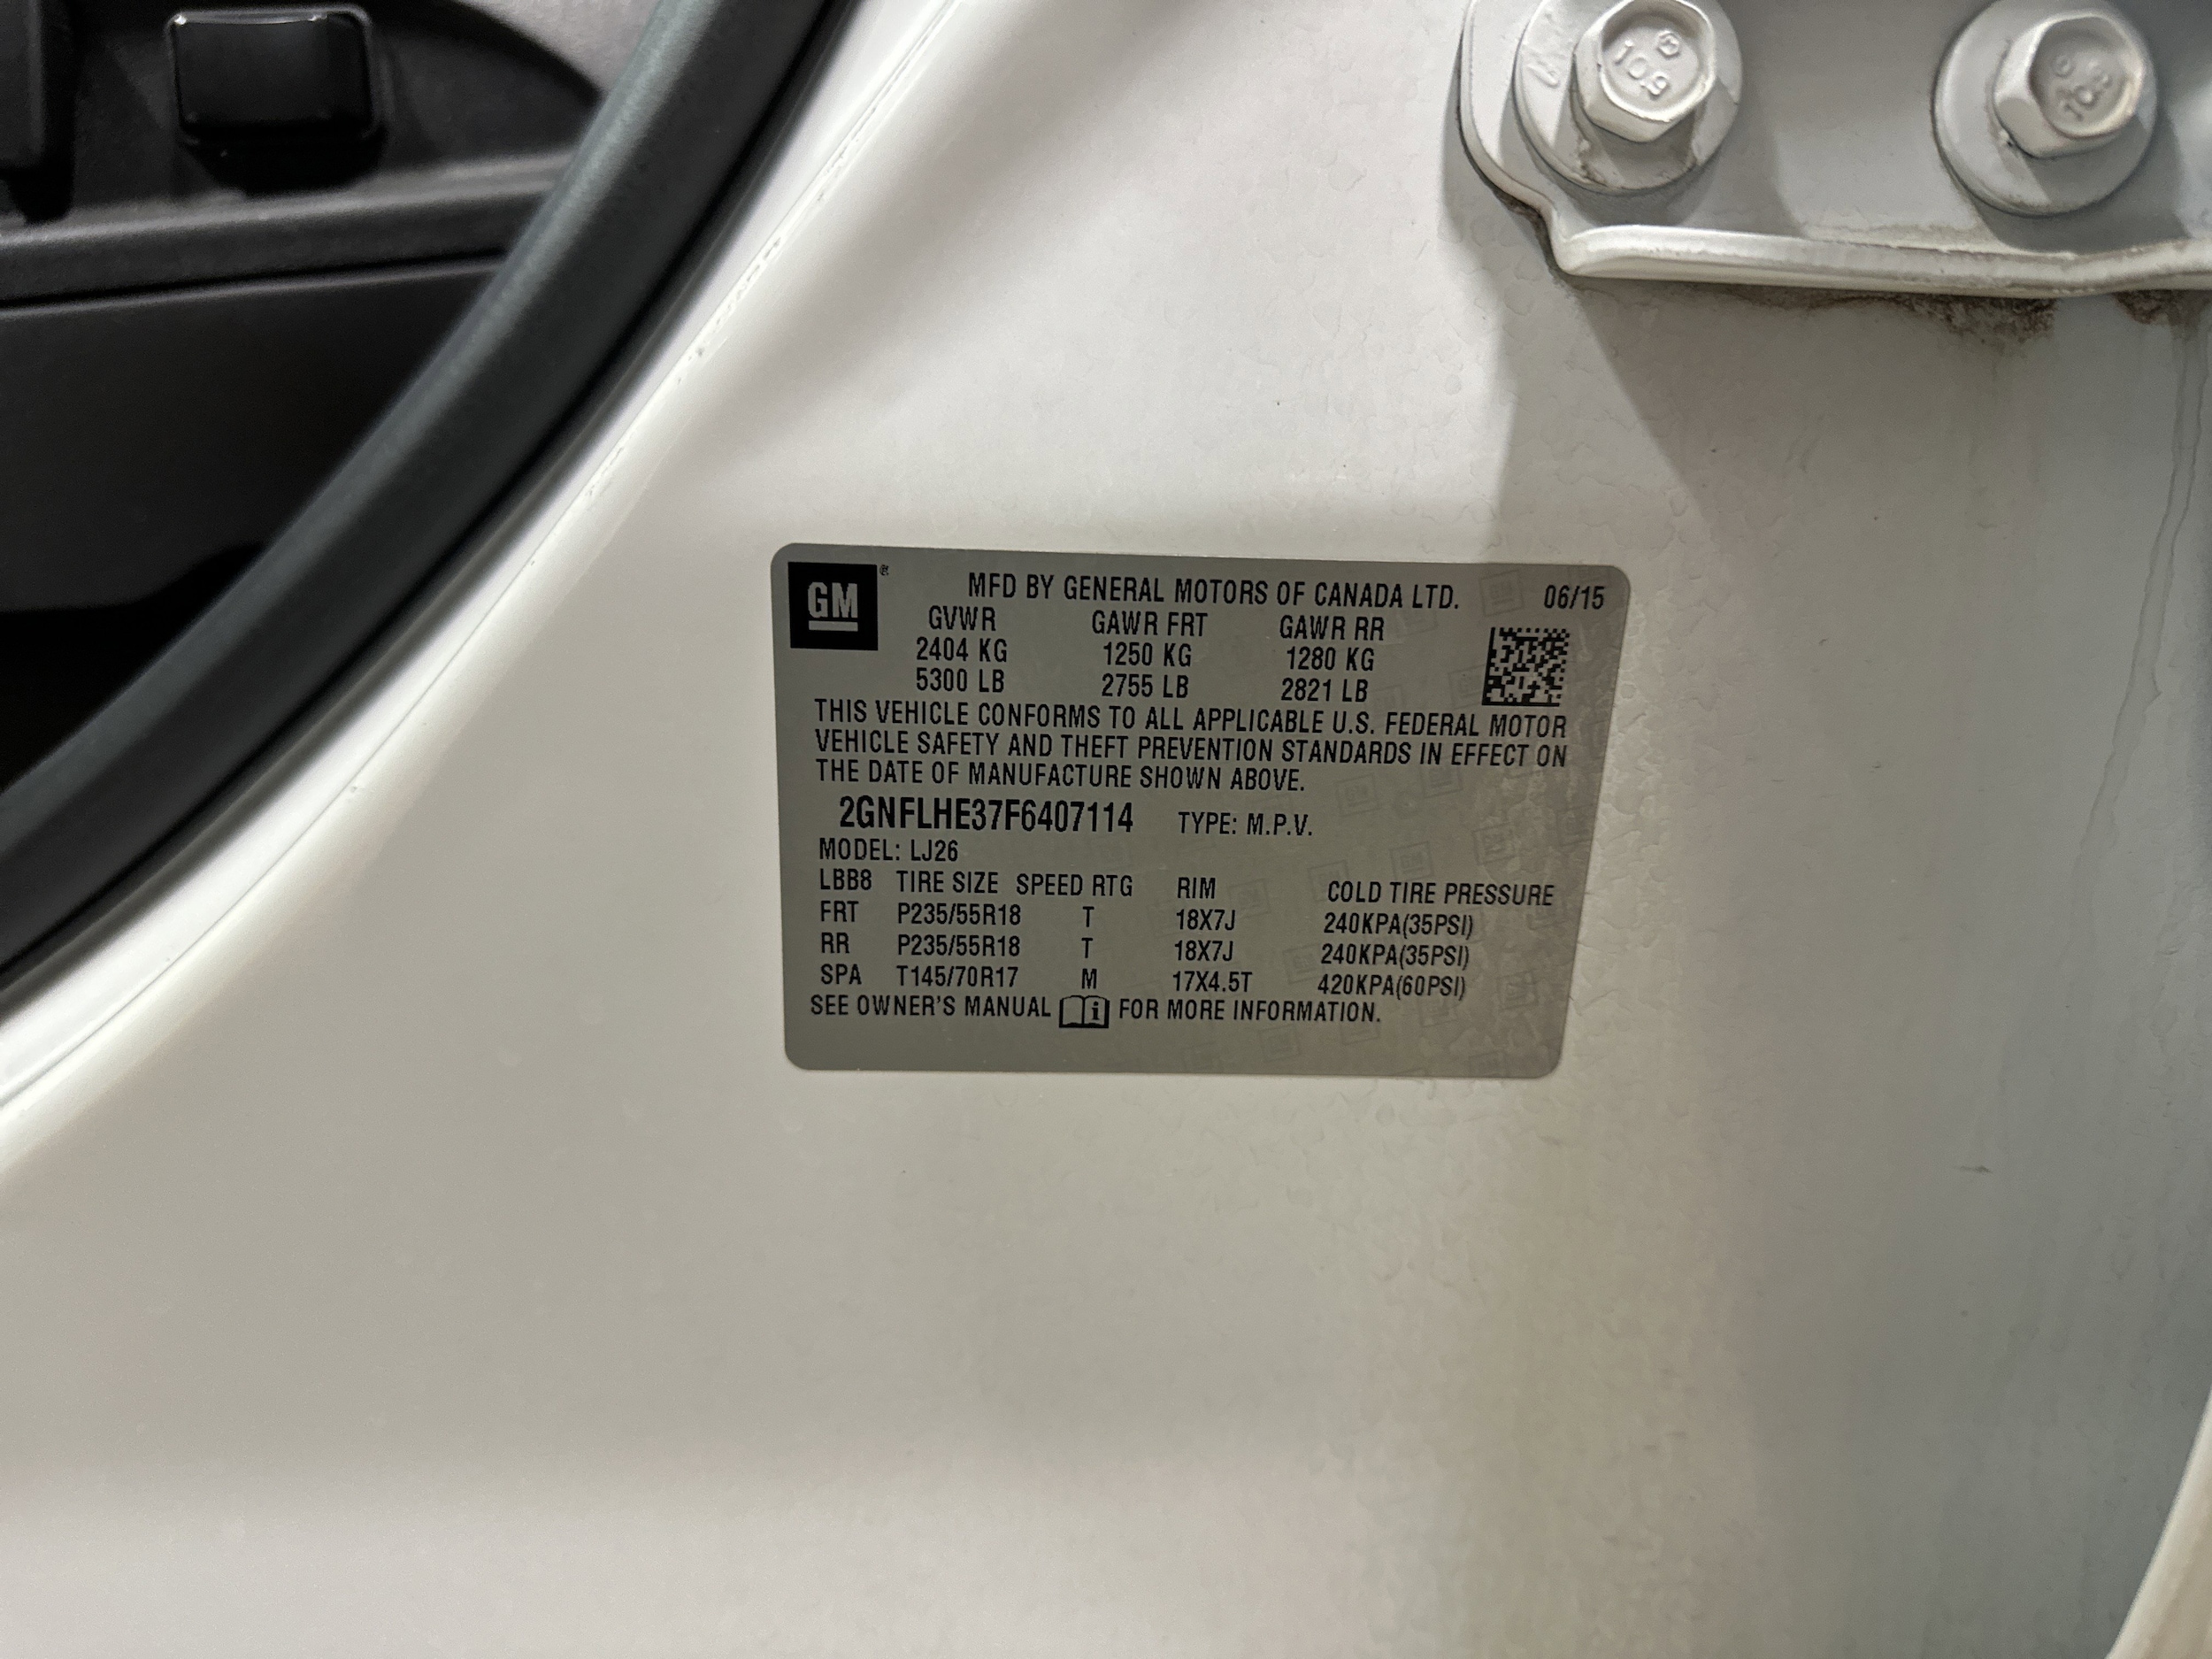 10.9
10.9
GM®
MFD BY GENERAL MOTORS OF CANADA LTD. 06/15
GVWR GAWR FRT GAWR RR
2404 KG 1250 KG 1280 KG
5300 LB 2755 LB 2821 LB
THIS VEHICLE CONFORMS TO ALL APPLICABLE U.S. FEDERAL MOTOR
VEHICLE SAFETY AND THEFT PREVENTION STANDARDS IN EFFECT ON
THE DATE OF MANUFACTURE SHOWN ABOVE.
2GNFLHE37F6407114 TYPE: M.P.V.
MODEL: LJ26
LBB8 TIRE SIZE SPEED RTG RIM COLD TIRE PRESSURE
FRT P235/55R18 T 18X7J 240KPA(35PSI)
RR P235/55R18 T 18X7J 240KPA(35PSI)
SPA T145/70R17 M 17X4.5T 420KPA(60PSI)
SEE OWNER'S MANUAL i FOR MORE INFORMATION.